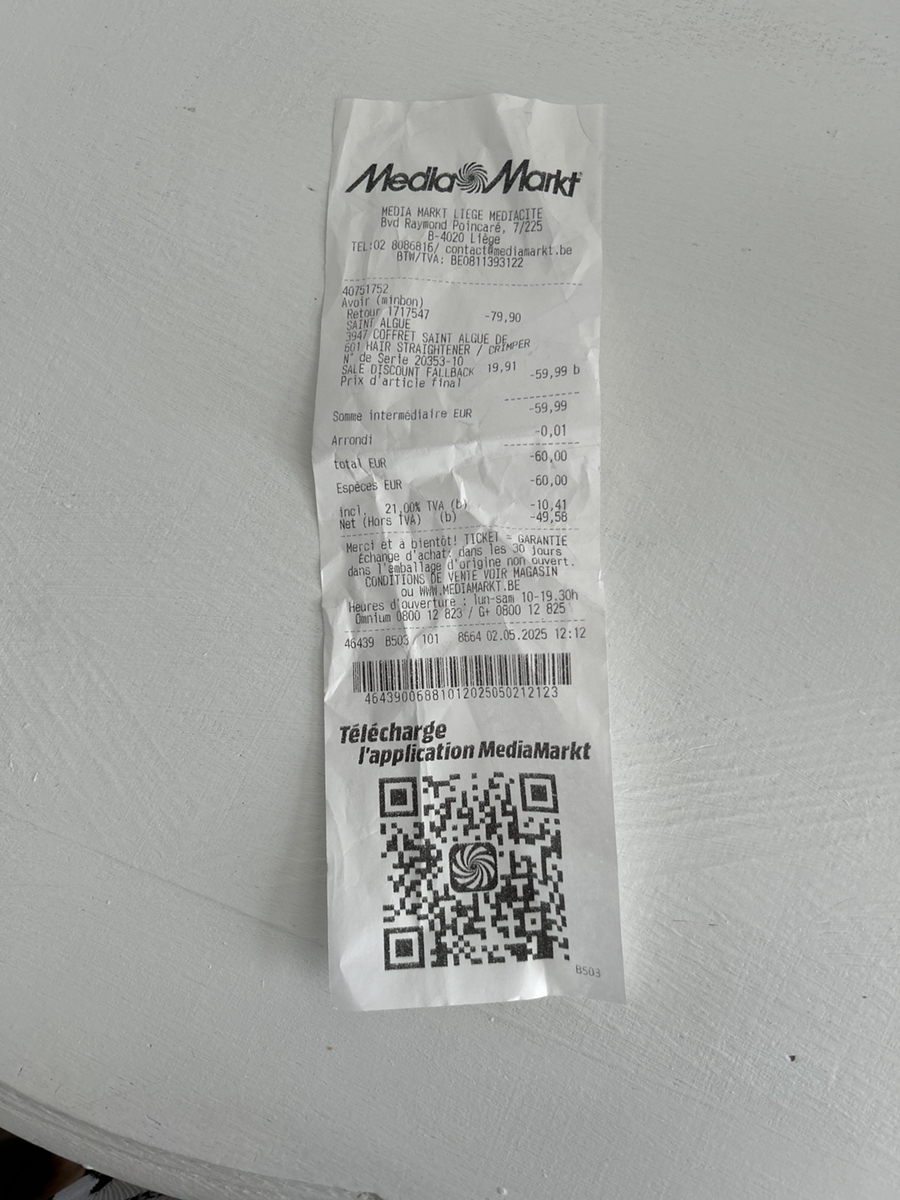 Media Markt
MEDIA MARKT LIEGE MEDIACITE
Bvd Raymond Poincaré, 7/225
B-4020 Liège
TEL:02 8086816/ contact@mediamarkt.be
BTW/TVA: BE0811393122
40751752
Avoir (minbon)
Retour 1717547 -79,90
SAINT ALGUE
3947 COFFRET SAINT ALGUE DE
601 HAIR STRAIGHTENER / CRIMPER
N° de Serie 20353-10
SALE DISCOUNT FALLBACK 19,91
Prix d'article final -59,99 b
Somme intermédiaire EUR -59,99
Arrondi -0,01
total EUR -60,00
Espèces EUR -60,00
incl. 21,00% TVA (b) -10,41
Net (Hors TVA) (b) -49,58
Merci et à bientôt! TICKET = GARANTIE
Échange d'achat: dans les 30 jours
dans l'emballage d'origine non ouvert.
CONDITIONS DE VENTE VOIR MAGASIN
ou WWW.MEDIAMARKT.BE
Heures d'ouverture : lun-sam 10-19.30h
Omnium 0800 12 823 / G+ 0800 12 825
46439 B503 101 8664 02.05.2025 12:12
46439006881012025050212123
Télécharge
l'application MediaMarkt
B503